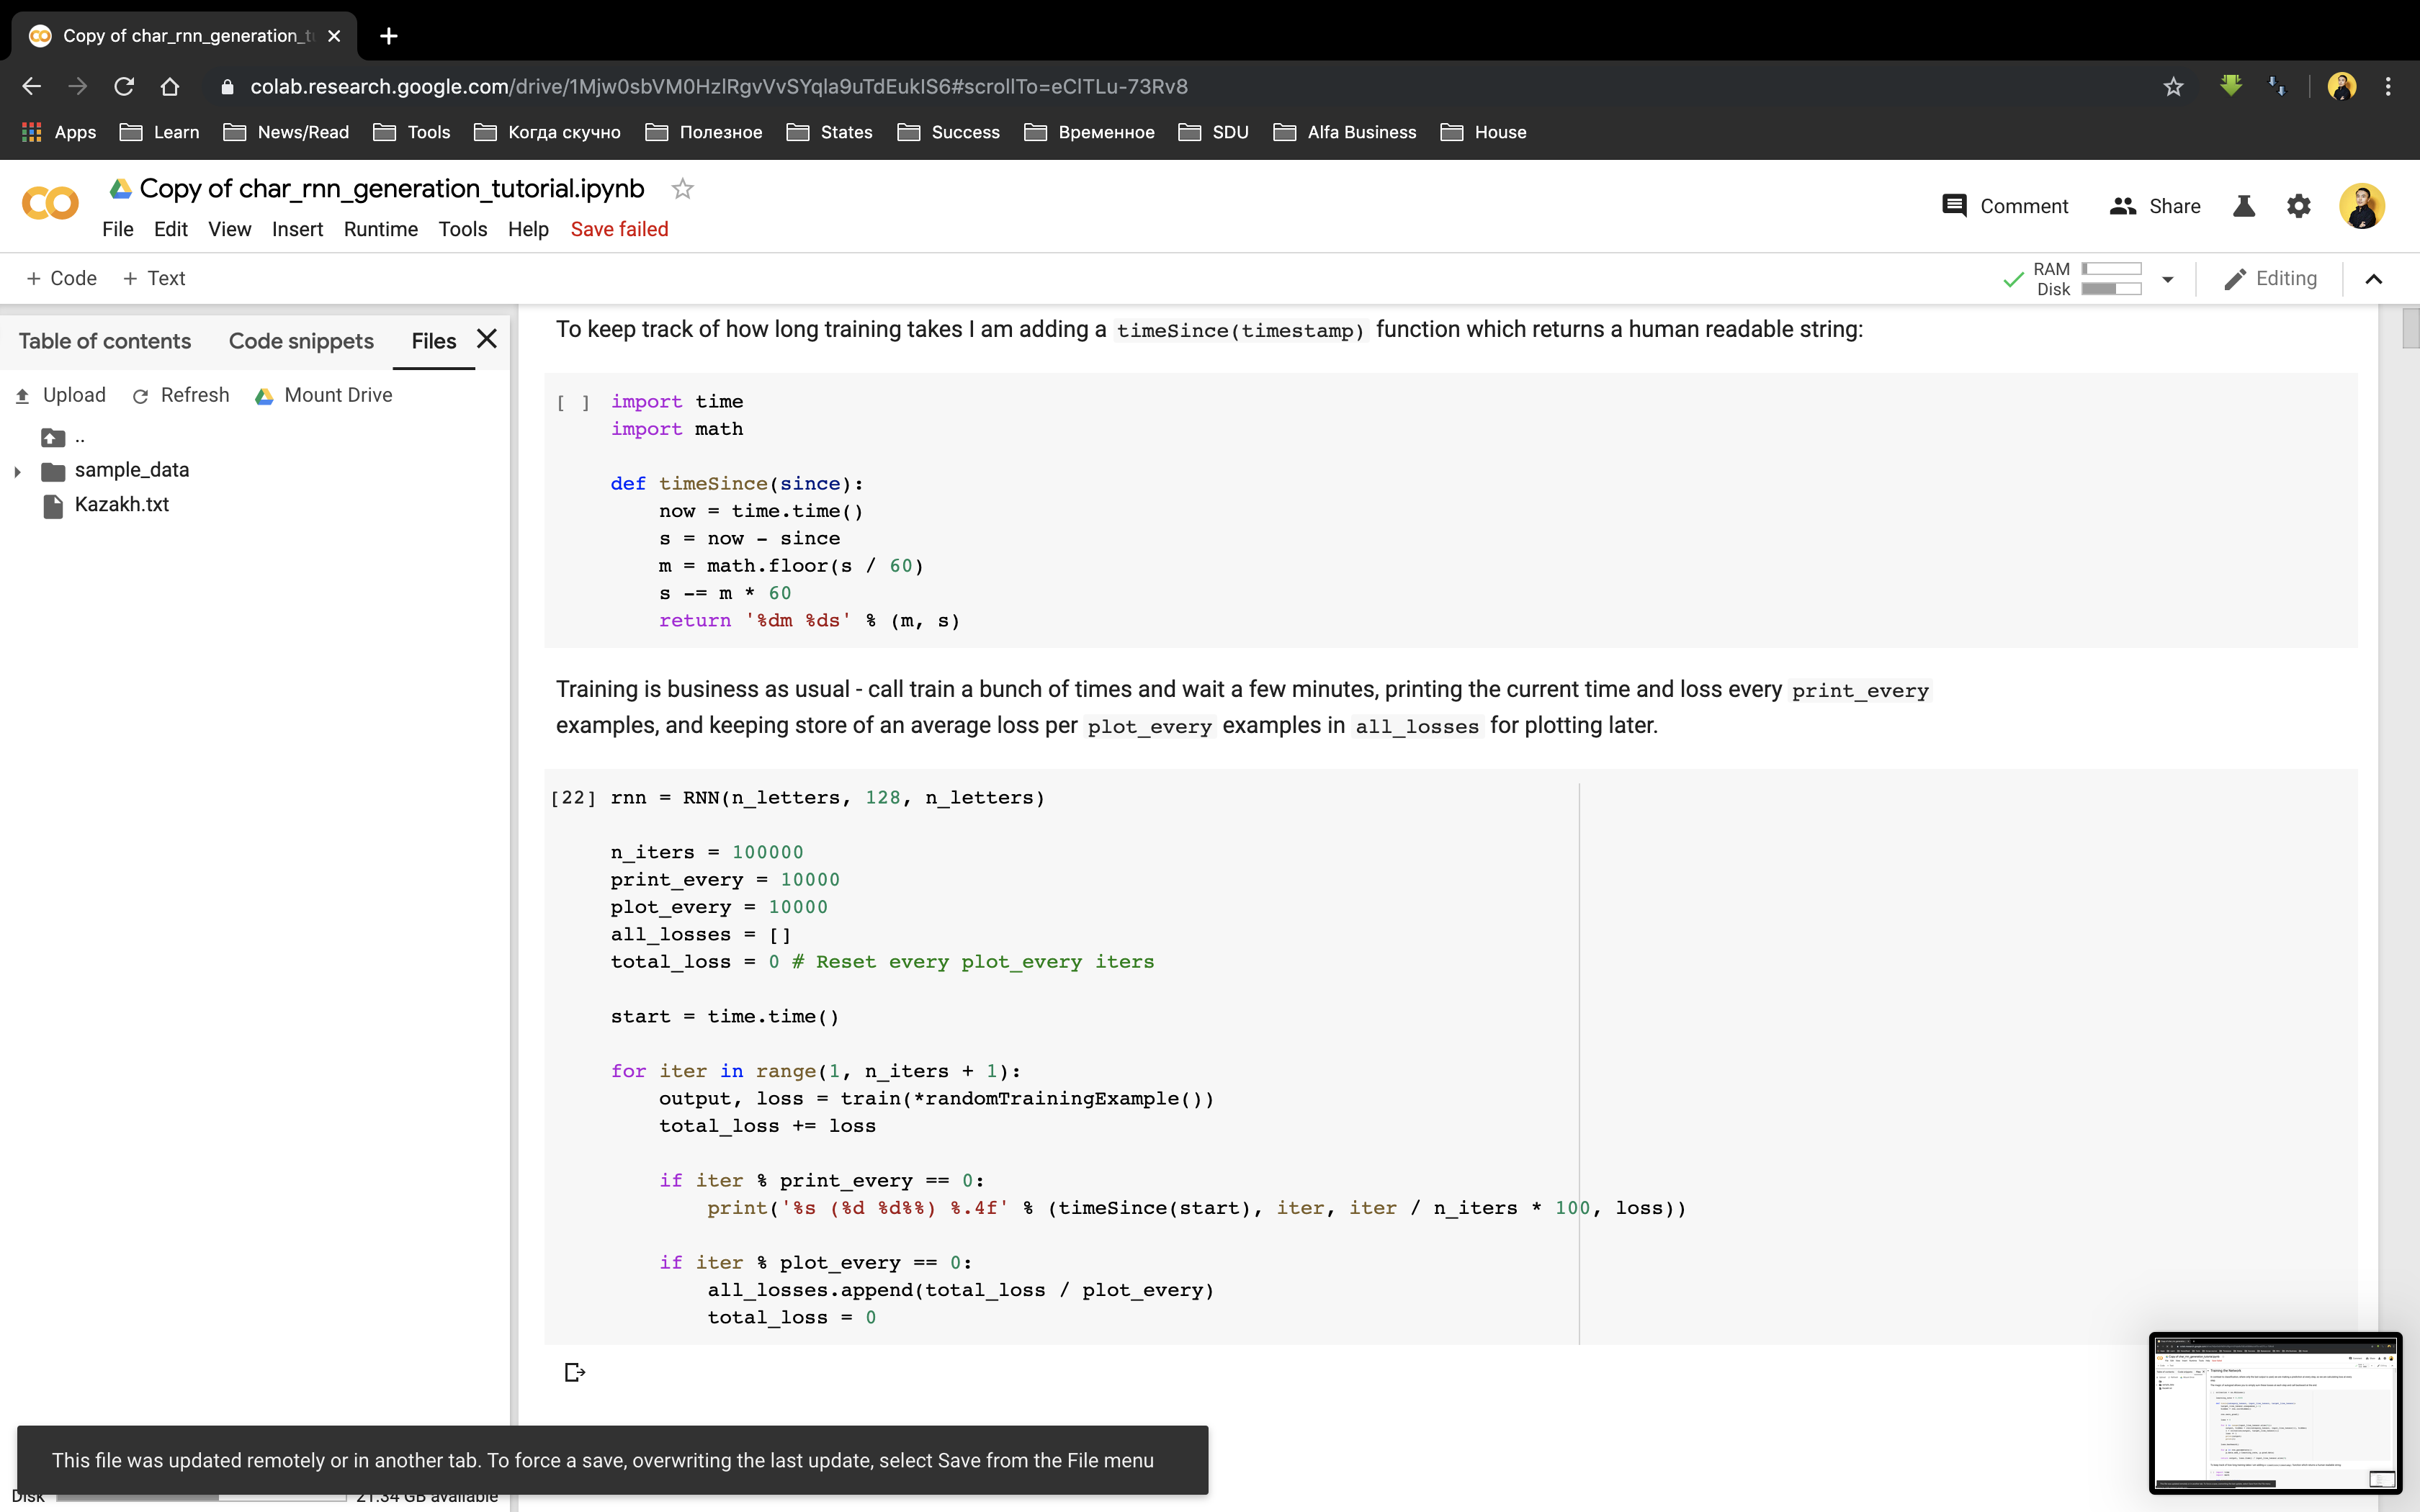 Copy of char_rnn_generation_tu
colab.research.google.com/drive/1Mjw0sbVM0HzlRgvVvSYqla9uTdEukIS6#scrollTo=eClTLu-73Rv8
Apps Learn News/Read Tools Когда скучно Полезное States Success Временное SDU Alfa Business House
Copy of char_rnn_generation_tutorial.ipynb
Comment Share
File Edit View Insert Runtime Tools Help Save failed
+ Code + Text
RAM
Disk
Editing
Table of contents Code snippets Files
Upload Refresh Mount Drive
..
sample_data
Kazakh.txt
To keep track of how long training takes I am adding a timeSince(timestamp) function which returns a human readable string:
[ ] import time
import math
def timeSince(since):
now = time.time()
s = now - since
m = math.floor(s / 60)
s -= m * 60
return '%dm %ds' % (m, s)
Training is business as usual - call train a bunch of times and wait a few minutes, printing the current time and loss every print_every
examples, and keeping store of an average loss per plot_every examples in all_losses for plotting later.
[22] rnn = RNN(n_letters, 128, n_letters)
n_iters = 100000
print_every = 10000
plot_every = 10000
all_losses = []
total_loss = 0 # Reset every plot_every iters
start = time.time()
for iter in range(1, n_iters + 1):
output, loss = train(*randomTrainingExample())
total_loss += loss
if iter % print_every == 0:
print('%s (%d %d%%) %.4f' % (timeSince(start), iter, iter / n_iters * 100, loss))
if iter % plot_every == 0:
all_losses.append(total_loss / plot_every)
total_loss = 0
This file was updated remotely or in another tab. To force a save, overwriting the last update, select Save from the File menu
Disk 21.34 GB available